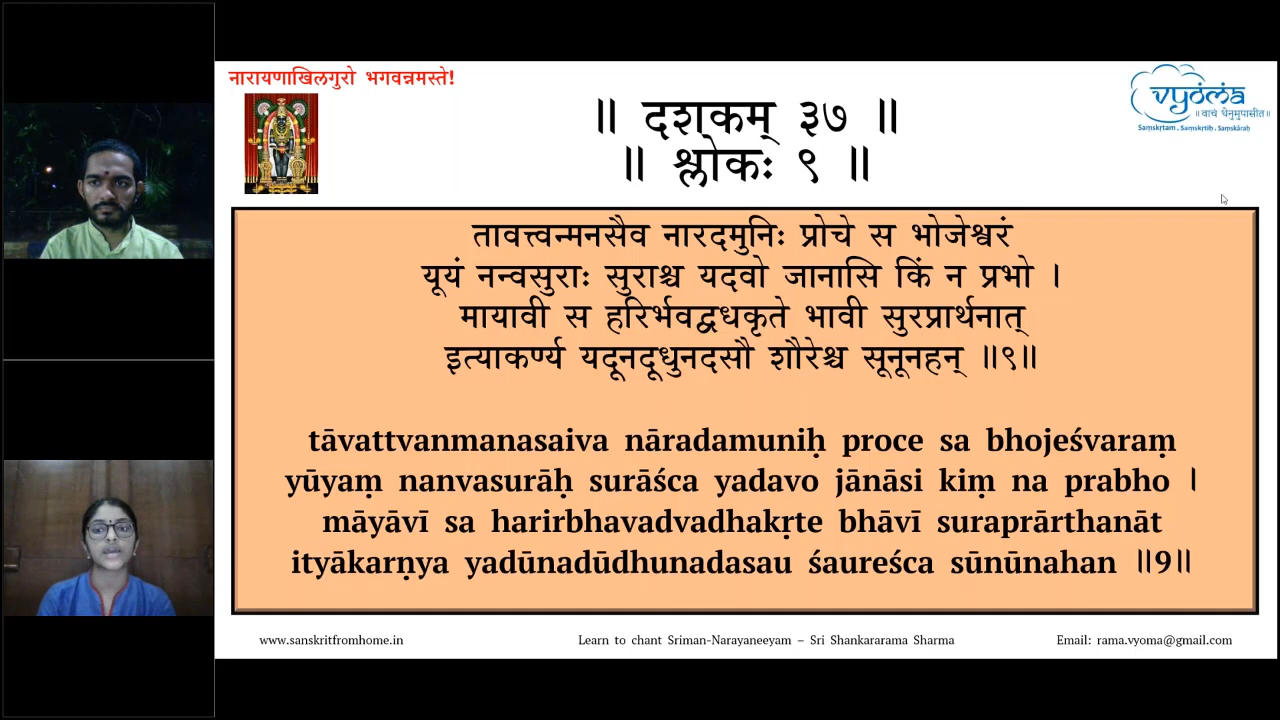 नारायणाखिलगुरो भगवन्नमस्ते!
vyoma
॥ वाचं धेनुमुपासीत॥
Saṃskṛtam, Saṃskṛtiḥ, Saṃskāraḥ
॥ दशकम् ३७ ॥
॥ श्लोकः ९ ॥
तावत्त्वन्मनसैव नारदमुनिः प्रोचे स भोजेश्वरं
यूयं नन्वसुराः सुराश्च यदवो जानासि किं न प्रभो ।
मायावी स हरिर्भवद्वधकृते भावी सुरप्रार्थनात्
इत्याकर्ण्य यदूनदूधुनदसौ शौरेश्च सूनूनहन् ॥९॥
tāvattvanmanasaiva nāradamuniḥ proce sa bhojeśvaraṃ
yūyaṃ nanvasurāḥ surāśca yadavo jānāsi kiṃ na prabho ।
māyāvī sa harirbhavadvadhakṛte bhāvī suraprārthanāt
ityākarṇya yadūnadūdhunadasau śaureśca sūnūnahan ॥9॥
www.sanskritfromhome.in
Learn to chant Sriman-Narayaneeyam – Sri Shankararama Sharma
Email: rama.vyoma@gmail.com